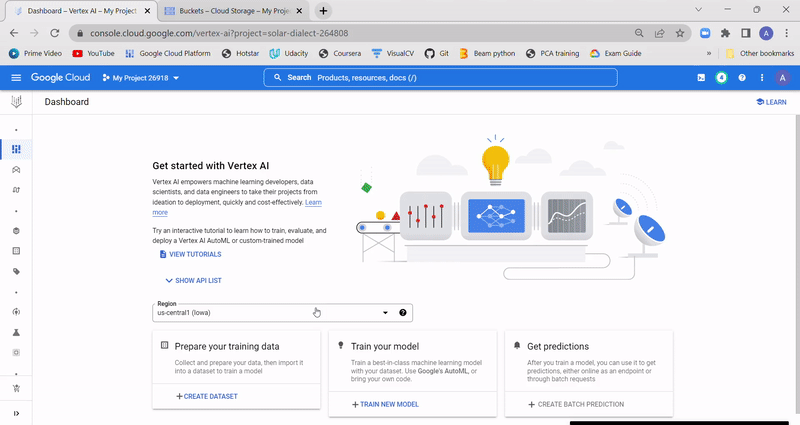 Dashboard – Vertex AI – My Proje
Buckets – Cloud Storage – My Proje
console.cloud.google.com/vertex-ai?project=solar-dialect-264808
Prime Video
YouTube
Google Cloud Platform
Hotstar
Udacity
Coursera
VisualCV
Git
Beam python
PCA training
Exam Guide
»
Other bookmarks
Google Cloud
My Project 26918
Search Products, resources, docs (/)
4
A
Dashboard
LEARN
Get started with Vertex AI
Vertex AI empowers machine learning developers, data
scientists, and data engineers to take their projects from
ideation to deployment, quickly and cost-effectively. Learn
more
Try an interactive tutorial to learn how to train, evaluate, and
deploy a Vertex AI AutoML or custom-trained model
VIEW TUTORIALS
SHOW API LIST
Region
us-central1 (Iowa)
Prepare your training data
Collect and prepare your data, then import it
into a dataset to train a model
CREATE DATASET
Train your model
Train a best-in-class machine learning model
with your dataset. Use Google's AutoML, or
bring your own code.
TRAIN NEW MODEL
Get predictions
After you train a model, you can use it to get
predictions, either online as an endpoint or
through batch requests
CREATE BATCH PREDICTION